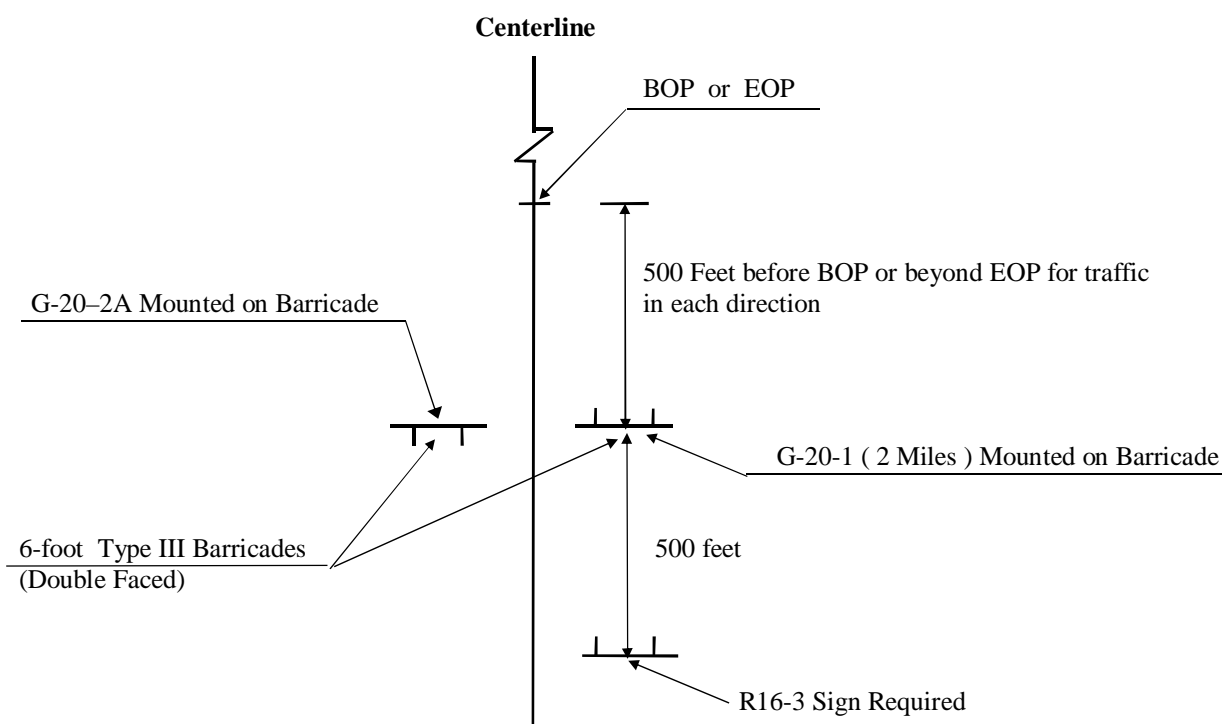 Centerline
BOP or EOP
500 Feet before BOP or beyond EOP for traffic
in each direction
G-20–2A Mounted on Barricade
G-20-1 ( 2 Miles ) Mounted on Barricade
6-foot Type III Barricades
(Double Faced)
500 feet
R16-3 Sign Required